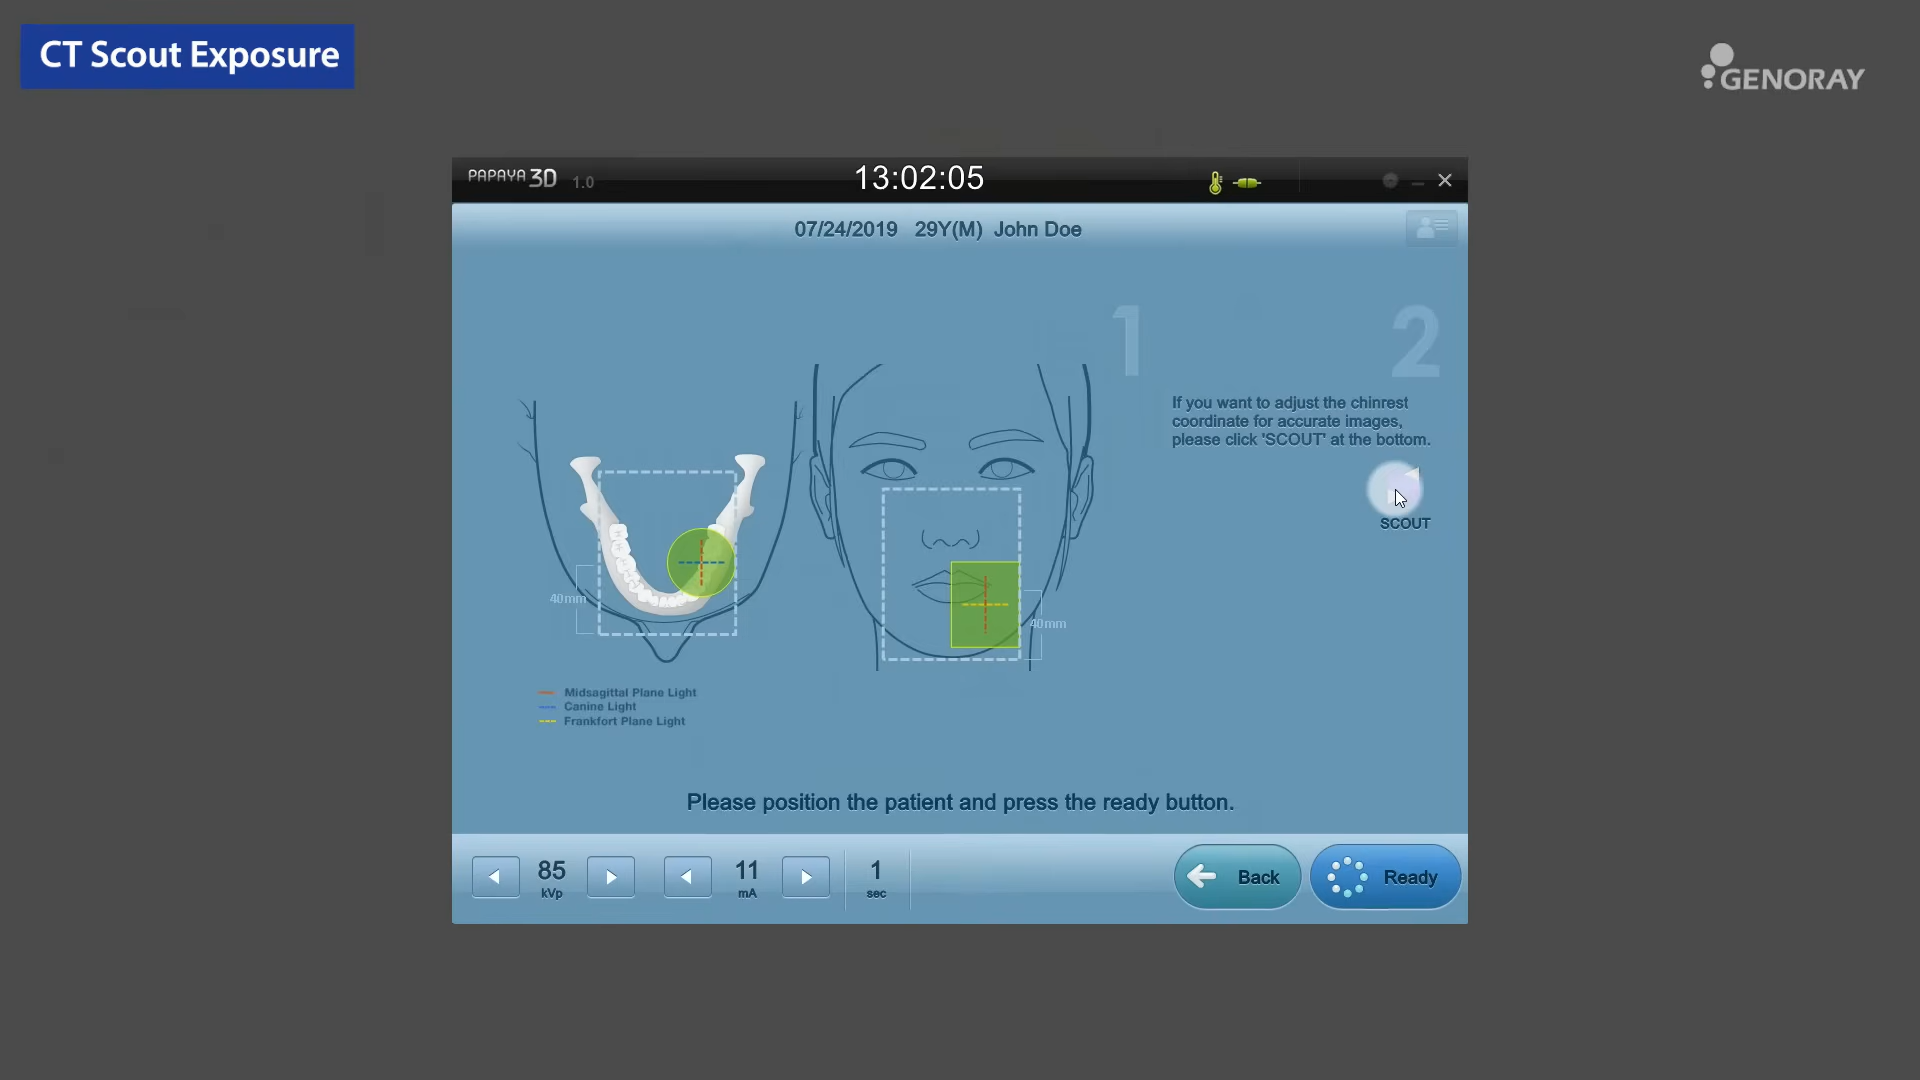 CT Scout Exposure
GENORAY
PAPAYA 3D 1.0
13:02:05
07/24/2019 29Y(M) John Doe
1
2
If you want to adjust the chinrest
coordinate for accurate images,
please click 'SCOUT' at the bottom.
SCOUT
40mm
40mm
Midsagittal Plane Light
Canine Light
Frankfort Plane Light
Please position the patient and press the ready button.
85
kVp
11
mA
1
sec
Back
Ready